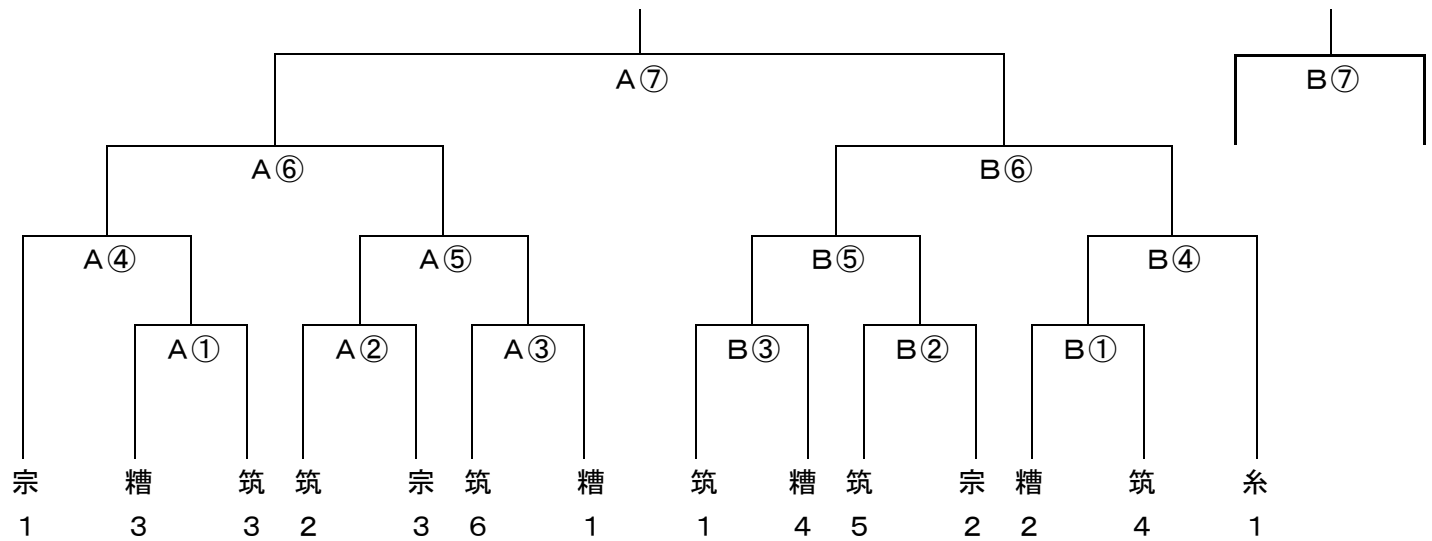 A⑦ B⑦
A⑥ B⑥
A④ A⑤ B⑤ B④
A① A② A③ B③ B② B①
宗 糟 筑 筑 宗 筑 糟 筑 糟 筑 宗 糟 筑 糸
1 3 3 2 3 6 1 1 4 5 2 2 4 1